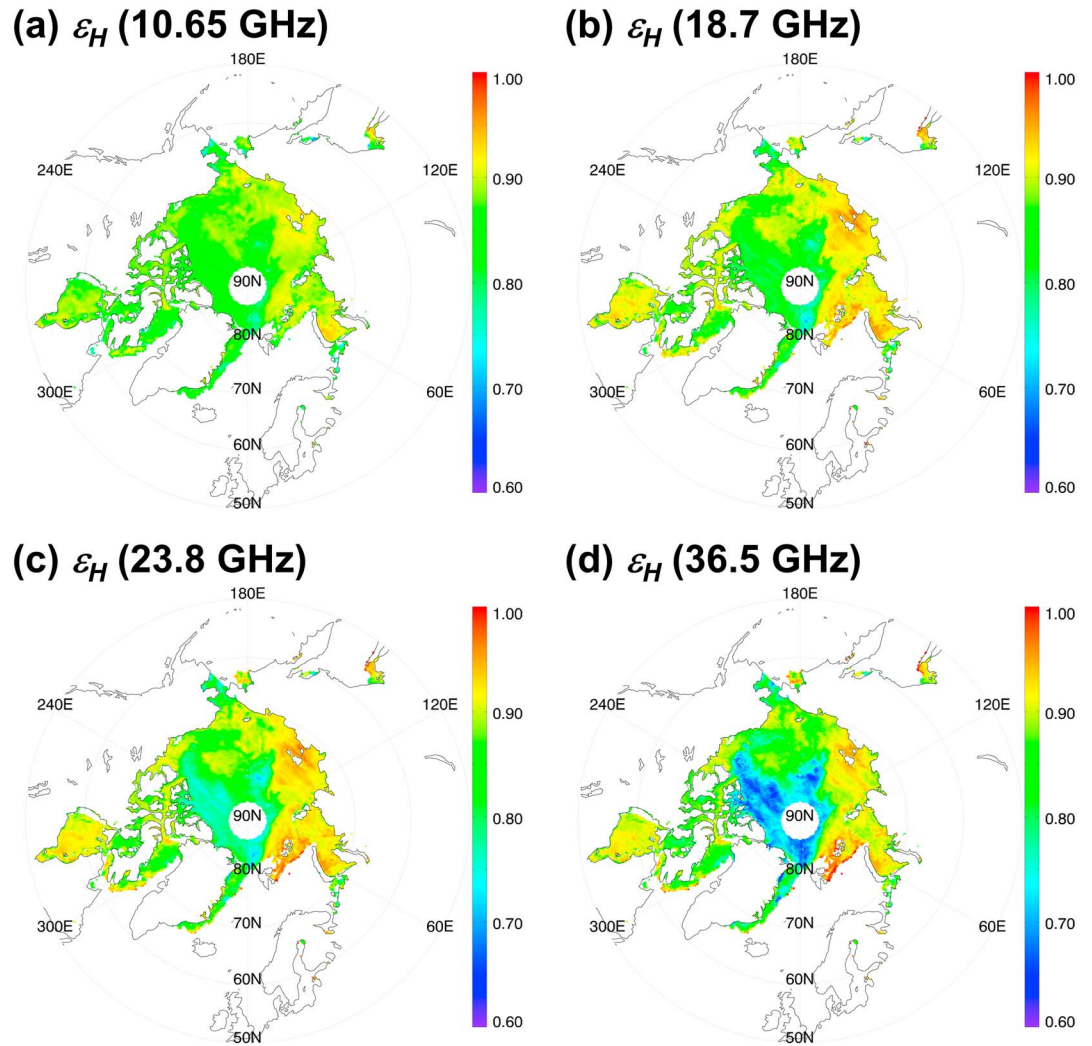 (a) εH (10.65 GHz)
180E
240E
120E
90N
80N
70N
300E
60E
60N
50N
1.00
0.90
0.80
0.70
0.60
(b) εH (18.7 GHz)
180E
240E
120E
90N
80N
70N
300E
60E
60N
50N
1.00
0.90
0.80
0.70
0.60
(c) εH (23.8 GHz)
180E
240E
120E
90N
80N
70N
300E
60E
60N
50N
1.00
0.90
0.80
0.70
0.60
(d) εH (36.5 GHz)
180E
240E
120E
90N
80N
70N
300E
60E
60N
50N
1.00
0.90
0.80
0.70
0.60